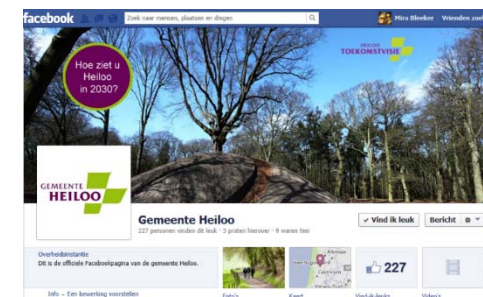 facebook
Zoek naar mensen, plaatsen en dingen
Mira Bleeker
Vrienden zoek
Hoe ziet u
Heiloo
in 2030?
HEILOO
TOEKOMSTVISIE
GEMEENTE
HEILOO
Gemeente Heiloo
227 personen vinden dit leuk · 3 praten hierover · 9 waren hier
Vind ik leuk
Bericht
Overheidsinstantie
Dit is de officiele Facebookpagina van de gemeente Heiloo.
227
Info – Een bewerking voorstellen
Foto's
Kaart
Vind-ik-leuks
Video's